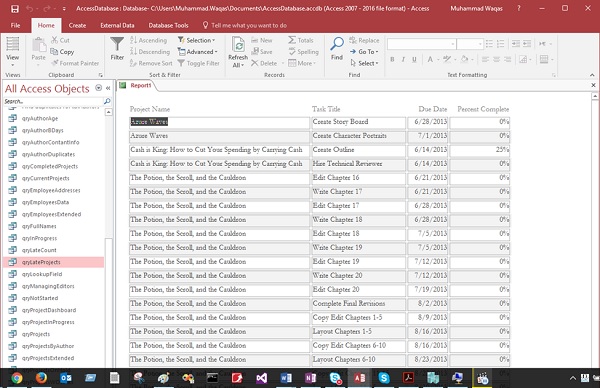 AccessDatabase : Database- C:\Users\Muhammad.Waqas\Documents\AccessDatabase.accdb (Access 2007 - 2016 file format) - Access
Muhammad Waqas
File Home Create External Data Database Tools Tell me what you want to do
View
Views
Paste
Cut
Copy
Format Painter
Clipboard
Filter
Ascending
Descending
Remove Sort
Selection
Advanced
Toggle Filter
Sort & Filter
Refresh
All
New
Save
Delete
Totals
Spelling
More
Records
Find
Replace
Go To
Select
Find
B I U
Text Formatting
All Access Objects
Search...
qryAuthorAge
qryAuthorBDays
qryAuthorContantInfo
qryAuthorDuplicates
qryCompletedProjects
qryCurrentProjects
qryEmployeeAddresses
qryEmployeesData
qryEmployeesExtended
qryFullNames
qryInProgress
qryLateCount
qryLateProjects
qryLookupField
qryManagingEditors
qryNotStarted
qryProjectDashboard
qryProjectInProgress
qryProjects
qryProjectsByAuthor
qryProjectsExtended
Report1
Project Name Task Title Due Date Percent Complete
Azure Waves Create Story Board 6/28/2013 0%
Azure Waves Create Character Portraits 7/1/2013 0%
Cash is King: How to Cut Your Spending by Carrying Cash Create Outline 6/14/2013 25%
Cash is King: How to Cut Your Spending by Carrying Cash Hire Technical Reviewer 6/14/2013 0%
The Potion, the Scroll, and the Cauldron Edit Chapter 16 6/21/2013 0%
The Potion, the Scroll, and the Cauldron Write Chapter 17 6/21/2013 0%
The Potion, the Scroll, and the Cauldron Edit Chapter 17 6/28/2013 0%
The Potion, the Scroll, and the Cauldron Write Chapter 18 6/28/2013 0%
The Potion, the Scroll, and the Cauldron Edit Chapter 18 7/5/2013 0%
The Potion, the Scroll, and the Cauldron Write Chapter 19 7/5/2013 0%
The Potion, the Scroll, and the Cauldron Edit Chapter 19 7/12/2013 0%
The Potion, the Scroll, and the Cauldron Write Chapter 20 7/12/2013 0%
The Potion, the Scroll, and the Cauldron Edit Chapter 20 7/19/2013 0%
The Potion, the Scroll, and the Cauldron Complete Final Revisions 8/2/2013 0%
The Potion, the Scroll, and the Cauldron Copy Edit Chapters 1-5 8/9/2013 0%
The Potion, the Scroll, and the Cauldron Layout Chapters 1-5 8/16/2013 0%
The Potion, the Scroll, and the Cauldron Copy Edit Chapters 6-10 8/16/2013 0%
The Potion, the Scroll, and the Cauldron Layout Chapters 6-10 8/23/2013 0%